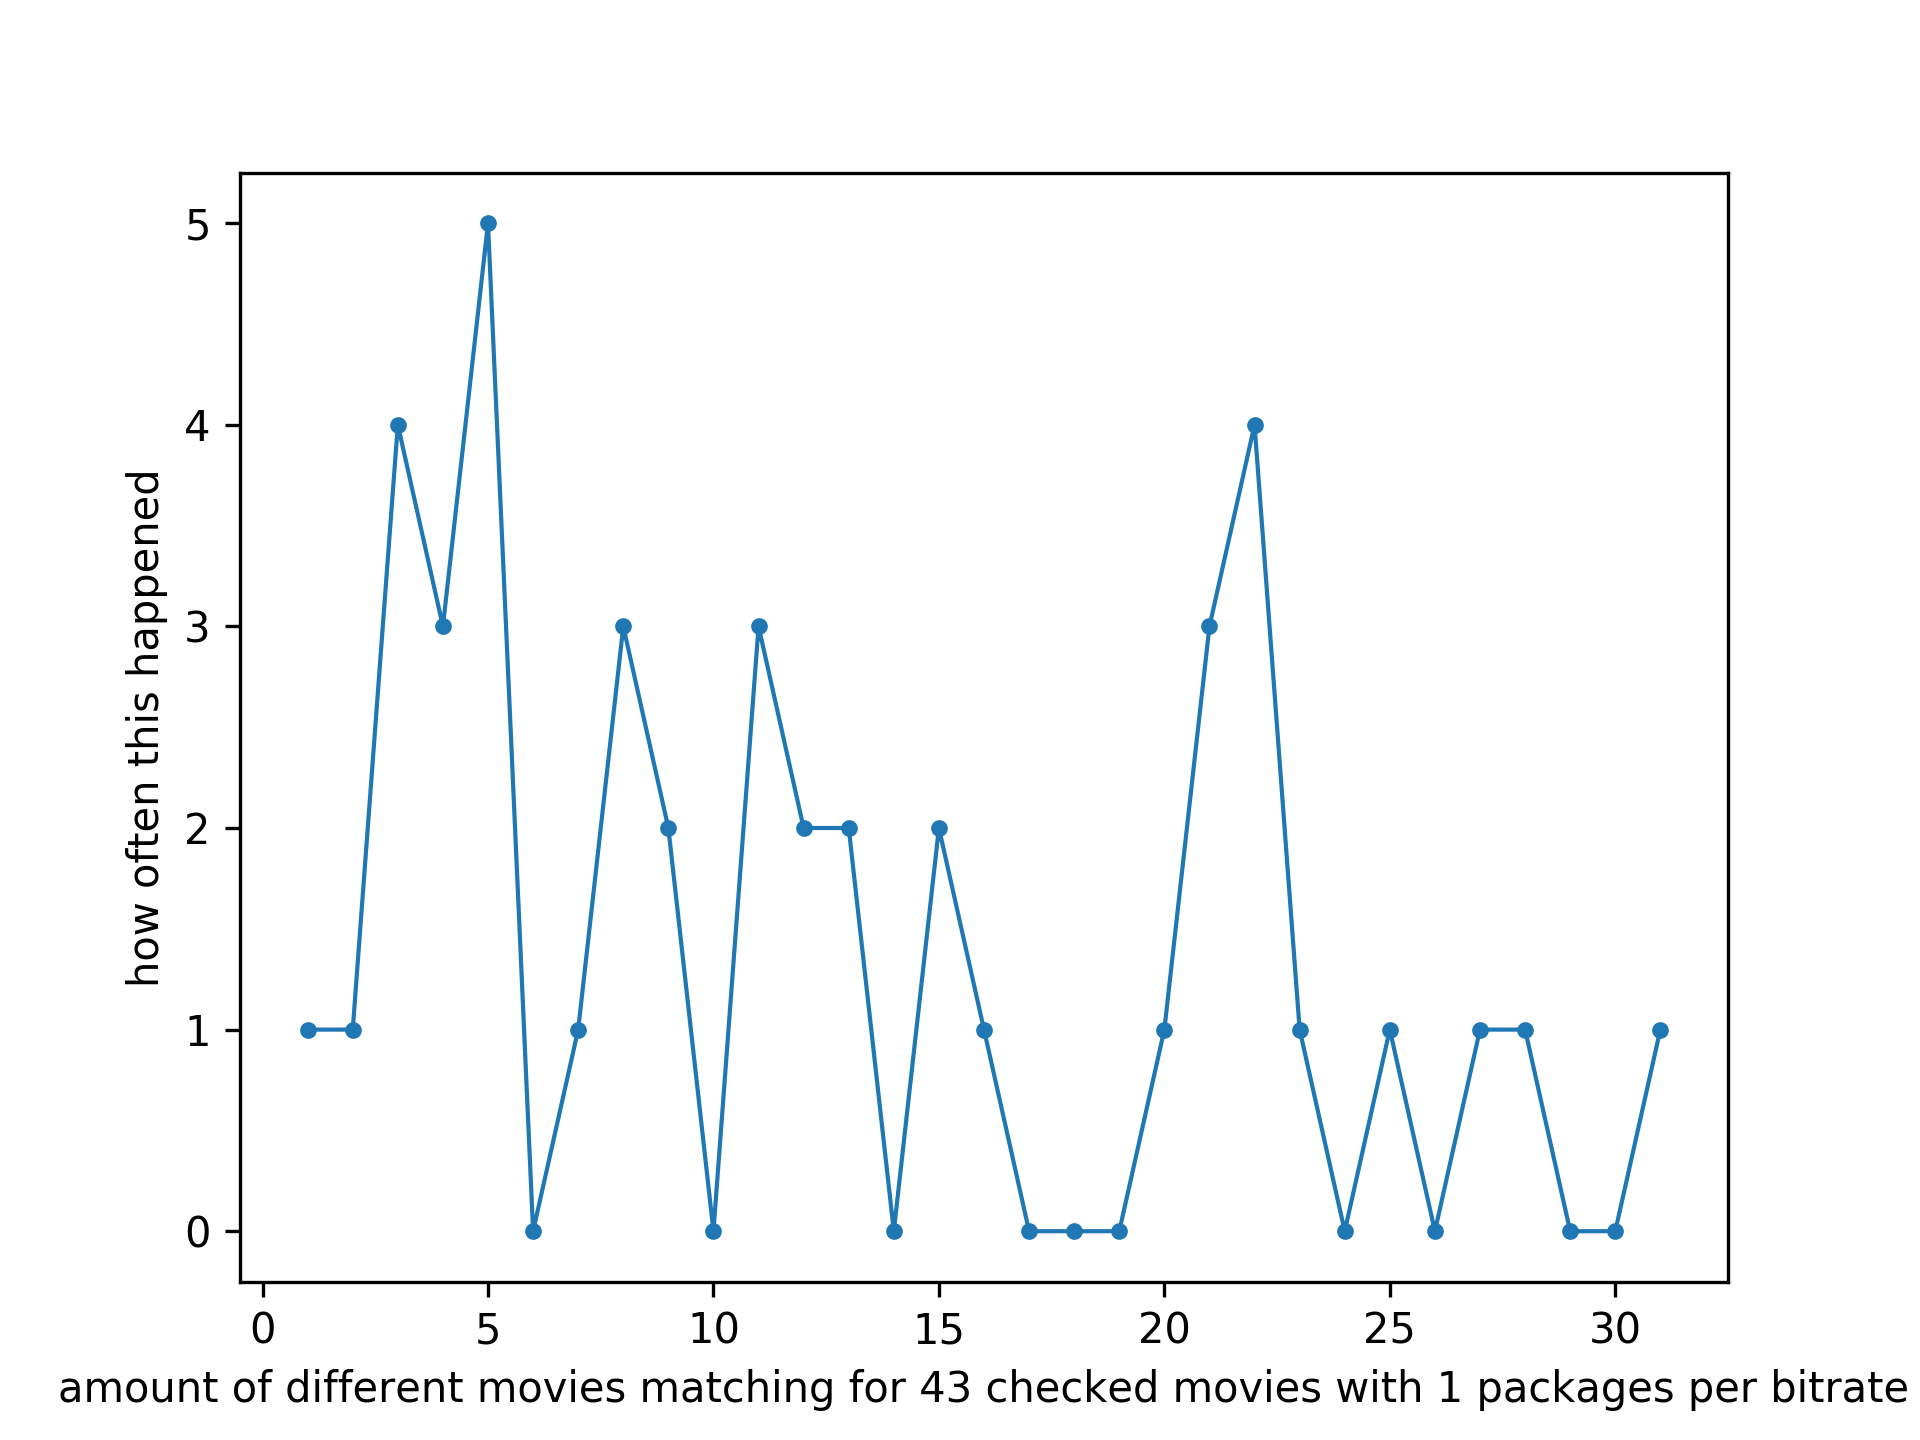 5
4
3
2
1
0
how often this happened
0 5 10 15 20 25 30
amount of different movies matching for 43 checked movies with 1 packages per bitrate